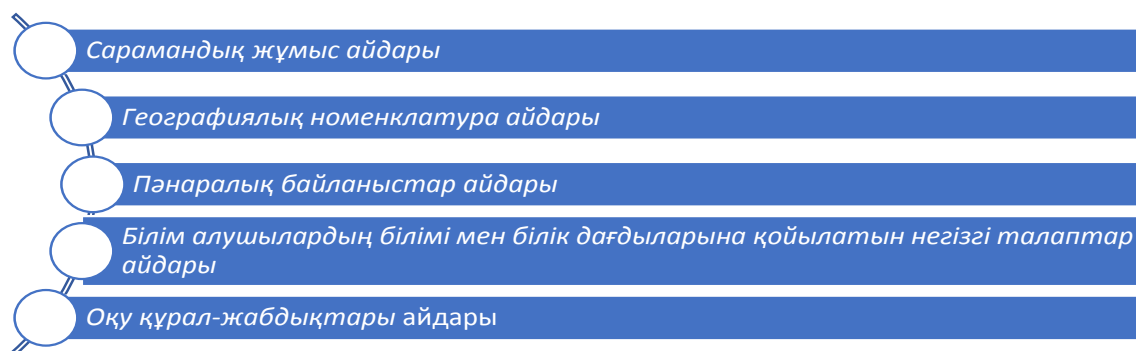 Сарамандық жұмыс айдары
Географиялық номенклатура айдары
Пәнаралық байланыстар айдары
Білім алушылардың білімі мен білік дағдыларына қойылатын негізгі талаптар
айдары
Оқу құрал-жабдықтары айдары